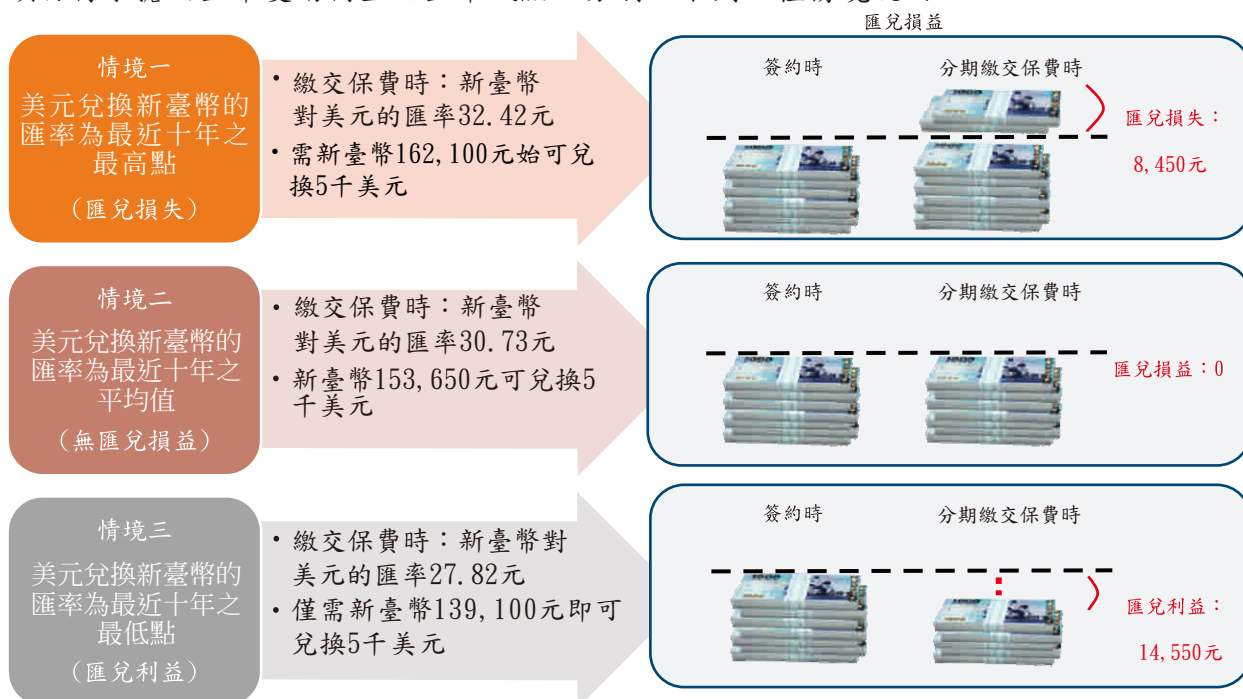 匯兌損益
情境一
美元兌換新臺幣的
匯率為最近十年之
最高點
（匯兌損失）
• 繳交保費時：新臺幣
對美元的匯率32.42元
• 需新臺幣162,100元始可兌
換5千美元
簽約時
分期繳交保費時
匯兌損失：
8,450元
情境二
美元兌換新臺幣的
匯率為最近十年之
平均值
（無匯兌損益）
• 繳交保費時：新臺幣
對美元的匯率30.73元
• 新臺幣153,650元可兌換5
千美元
簽約時
分期繳交保費時
匯兌損益：0
情境三
美元兌換新臺幣的
匯率為最近十年之
最低點
（匯兌利益）
• 繳交保費時：新臺幣對
美元的匯率27.82元
• 僅需新臺幣139,100元即可
兌換5千美元
簽約時
分期繳交保費時
匯兌利益：
14,550元